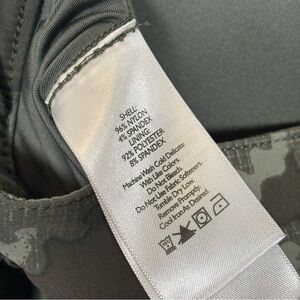 SHELL:
96% NYLON
4% SPANDEX
LINING:
92% POLYESTER
8% SPANDEX
Machine Wash Cold Delicate
With Like Colors.
Do Not Bleach.
Do Not Use Fabric Softeners.
Tumble Dry Low.
Remove Promptly.
Cool Iron As Desired.